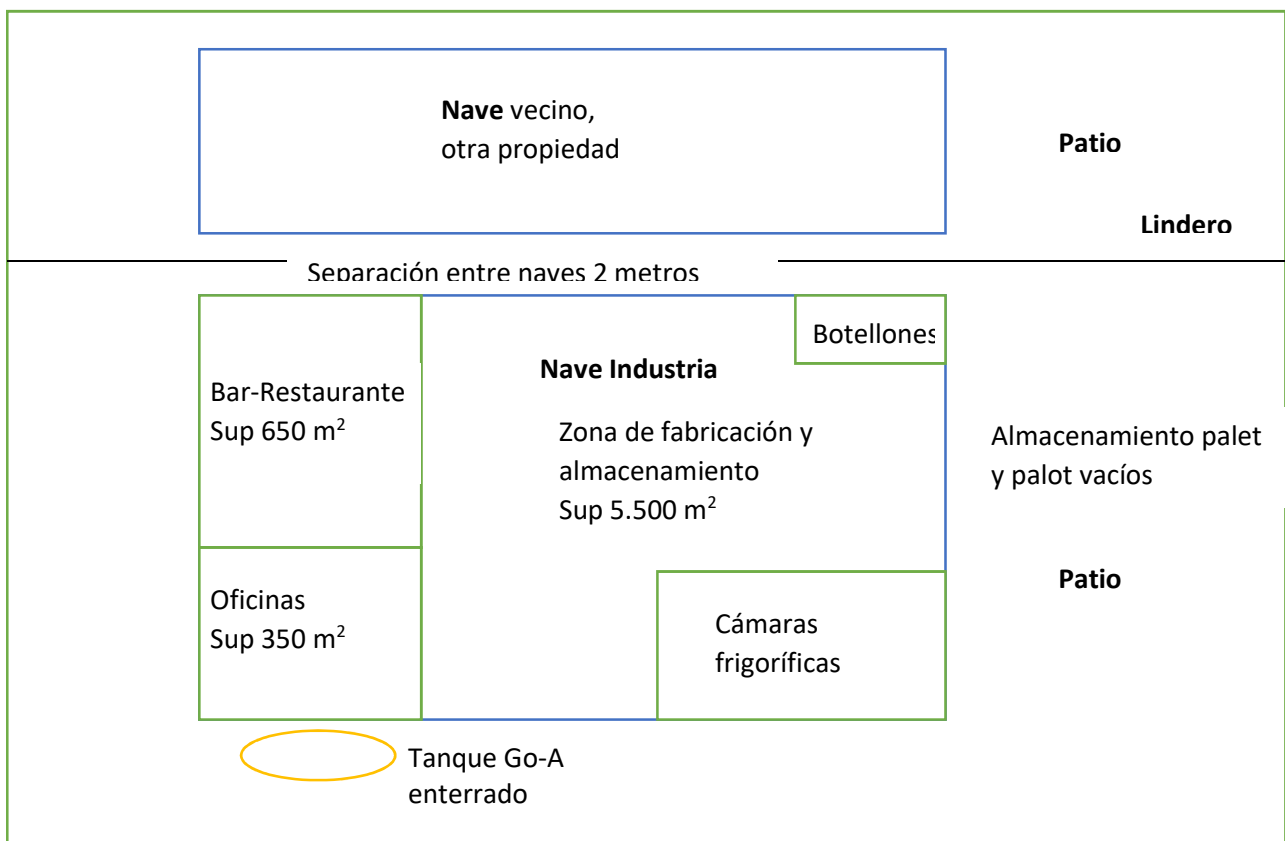 Nave vecino,
otra propiedad
Patio
Lindero
Separación entre naves 2 metros
Botellones
Nave Industria
Bar-Restaurante
Sup 650 m²
Zona de fabricación y
almacenamiento
Sup 5.500 m²
Almacenamiento palet
y palot vacíos
Patio
Oficinas
Sup 350 m²
Cámaras
frigoríficas
Tanque Go-A
enterrado